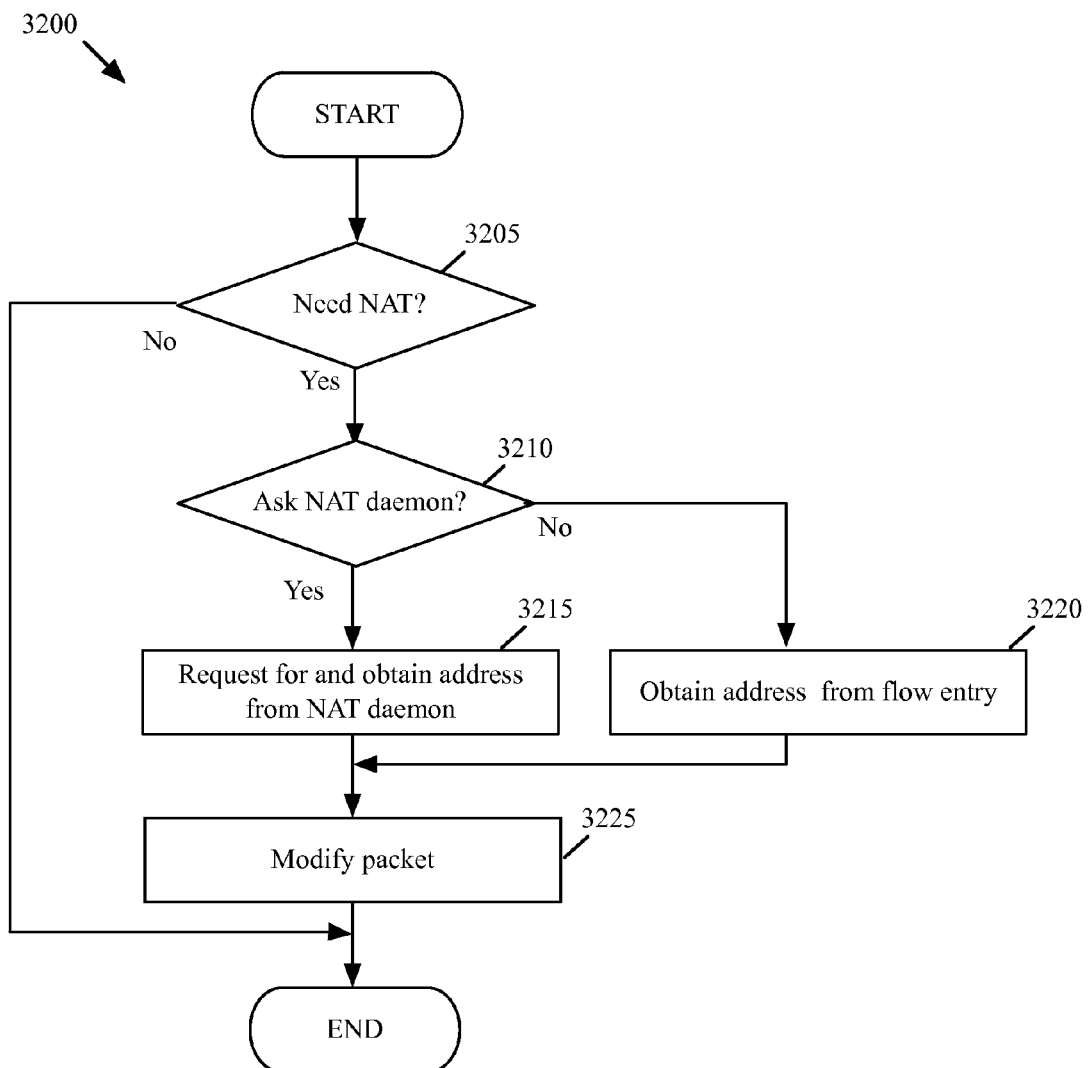 3200
START
3205
Need NAT?
No
Yes
3210
Ask NAT daemon?
No
Yes
3215
3220
Request for and obtain address
from NAT daemon
Obtain address from flow entry
3225
Modify packet
END